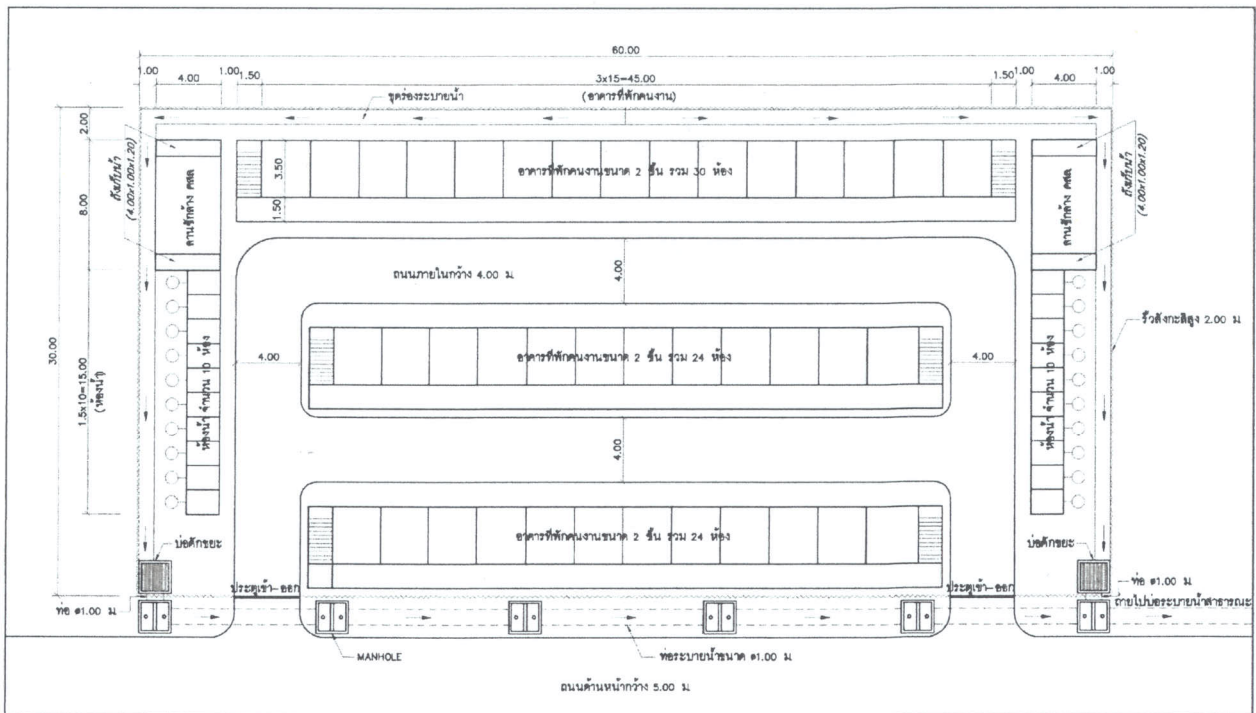 60.00
1.00 4.00 1.00 1.50 3x15=45.00 1.50 1.00 4.00 1.00
(อาคารที่พักคนงาน)
ขุดร่องระบายน้ำ
2.00
ถังเก็บน้ำ
(4.00x1.00x1.20)
ถังเก็บน้ำ
(4.00x1.00x1.20)
3.50
อาคารที่พักคนงานขนาด 2 ชั้น รวม 30 ห้อง
1.50
8.00
ลานซักล้าง คสล
ลานซักล้าง คสล
ถนนภายในกว้าง 4.00 ม.
4.00
รั้วสังกะสีสูง 2.00 ม.
30.00
1.5x10=15.00
(ห้องน้ำ)
ห้องน้ำ จำนวน 10 ห้อง
4.00
อาคารที่พักคนงานขนาด 2 ชั้น รวม 24 ห้อง
4.00
ห้องน้ำ จำนวน 10 ห้อง
4.00
อาคารที่พักคนงานขนาด 2 ชั้น รวม 24 ห้อง
บ่อดักขยะ
บ่อดักขยะ
ประตูเข้า-ออก
ประตูเข้า-ออก
ท่อ ø1.00 ม.
ท่อ ø1.00 ม.
ถ่ายไปบ่อระบายน้ำสาธารณะ
MANHOLE
ท่อระบายน้ำขนาด ø1.00 ม.
ถนนด้านหน้ากว้าง 5.00 ม.